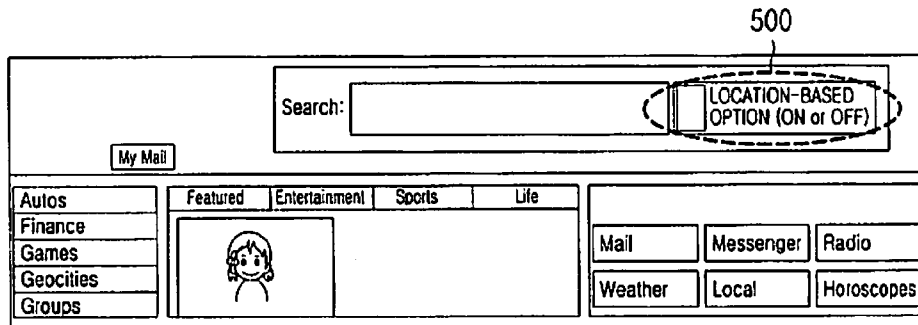 500
Search:
LOCATION-BASED
OPTION (ON or OFF)
My Mail
Autos
Finance
Games
Geocities
Groups
Featured Entertainment Sports Life
Mail Messenger Radio
Weather Local Horoscopes